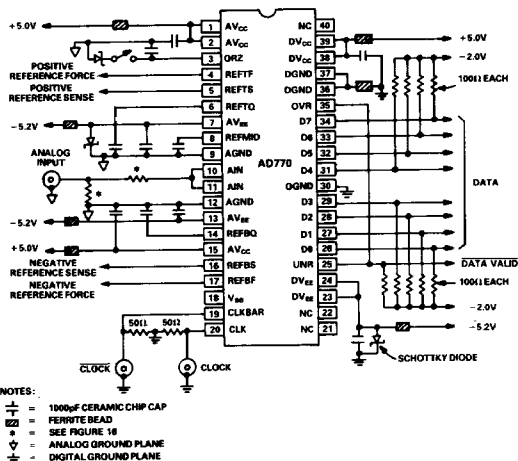 +5.0V
1 AVCC
2 AVCC
3 ORZ
POSITIVE
REFERENCE FORCE
4 REFTF
POSITIVE
REFERENCE SENSE
5 REFTS
6 REFTQ
-5.2V
7 AVEE
8 REFMID
9 AGND
ANALOG
INPUT
10 AIN
11 AIN
*
*
12 AGND
-5.2V
13 AVEE
14 REFBQ
+5.0V
15 AVCC
NEGATIVE
REFERENCE SENSE
16 REFBS
NEGATIVE
REFERENCE FORCE
17 REFBF
18 VBB
19 CLKBAR
20 CLK
50Ω 50Ω
CLOCK
CLOCK
AD770
NC 40
DVCC 39
+5.0V
DVCC 38
-2.0V
DGND 37
DGND 36
100Ω EACH
OVR 35
D7 34
D6 33
D5 32
D4 31
OGND 30
DATA
D3 29
D2 28
D1 27
D0 26
UNR 25
DATA VALID
100Ω EACH
DVEE 24
DVEE 23
-2.0V
NC 22
-5.2V
NC 21
SCHOTTKY DIODE
NOTES:
= 1000pF CERAMIC CHIP CAP
= FERRITE BEAD
* = SEE FIGURE 16
= ANALOG GROUND PLANE
= DIGITAL GROUND PLANE